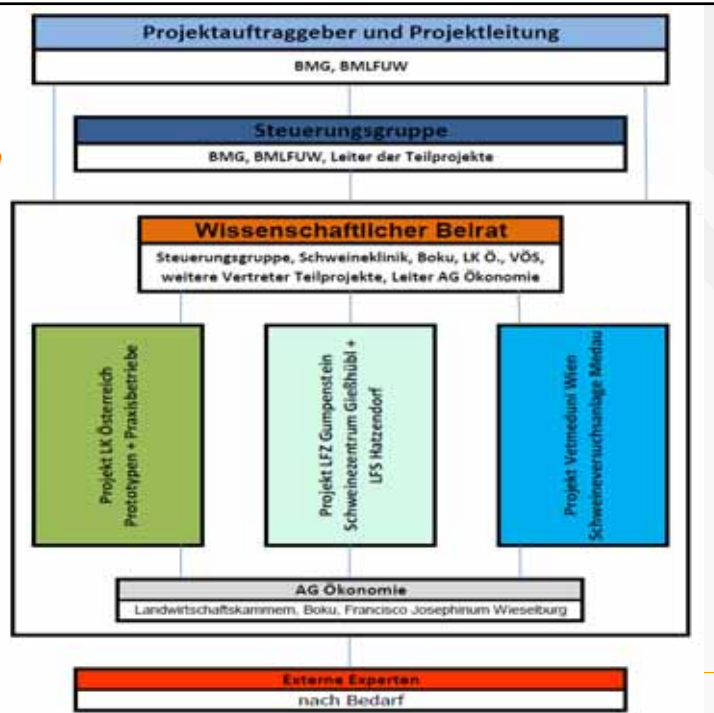 Projektauftraggeber und Projektleitung
BMG, BMLFUW
Steuerungsgruppe
BMG, BMLFUW, Leiter der Teilprojekte
Wissenschaftlicher Beirat
Steuerungsgruppe, Schweineklinik, Boku, LK Ö., VÖS,
weitere Vertreter Teilprojekte, Leiter AG Ökonomie
Projekt LK Österreich
Prototypen + Praxisbetriebe
Projekt LFZ Gumpenstein
Schweinezentrum Gießhübl +
LFS Hatzendorf
Projekt Vetmeduni Wien
Schweineversuchsanlage Medau
AG Ökonomie
Landwirtschaftskammern, Boku, Francisco Josephinum Wieselburg
Externe Experten
nach Bedarf